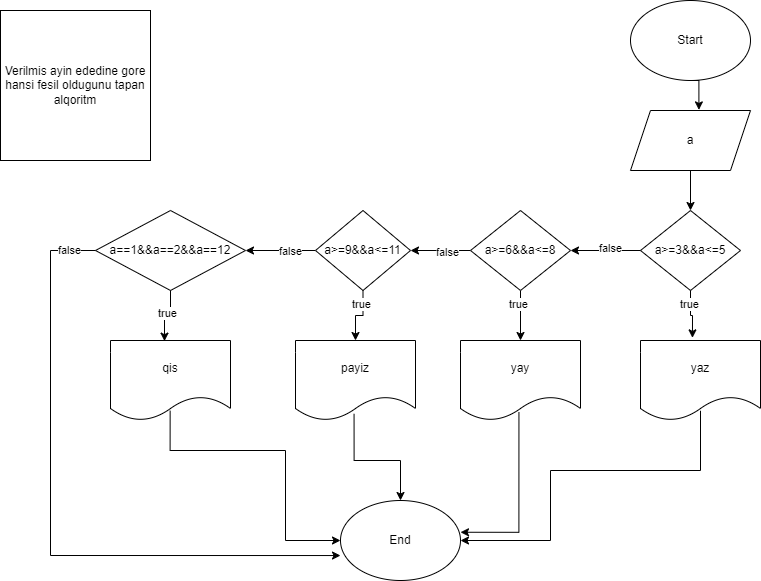 Verilmis ayin ededine gore
hansi fesil oldugunu tapan
alqoritm
Start
a
a>=3&&a<=5
false
a>=6&&a<=8
false
a>=9&&a<=11
false
a==1&&a==2&&a==12
false
true
true
true
true
yaz
yay
payiz
qis
End